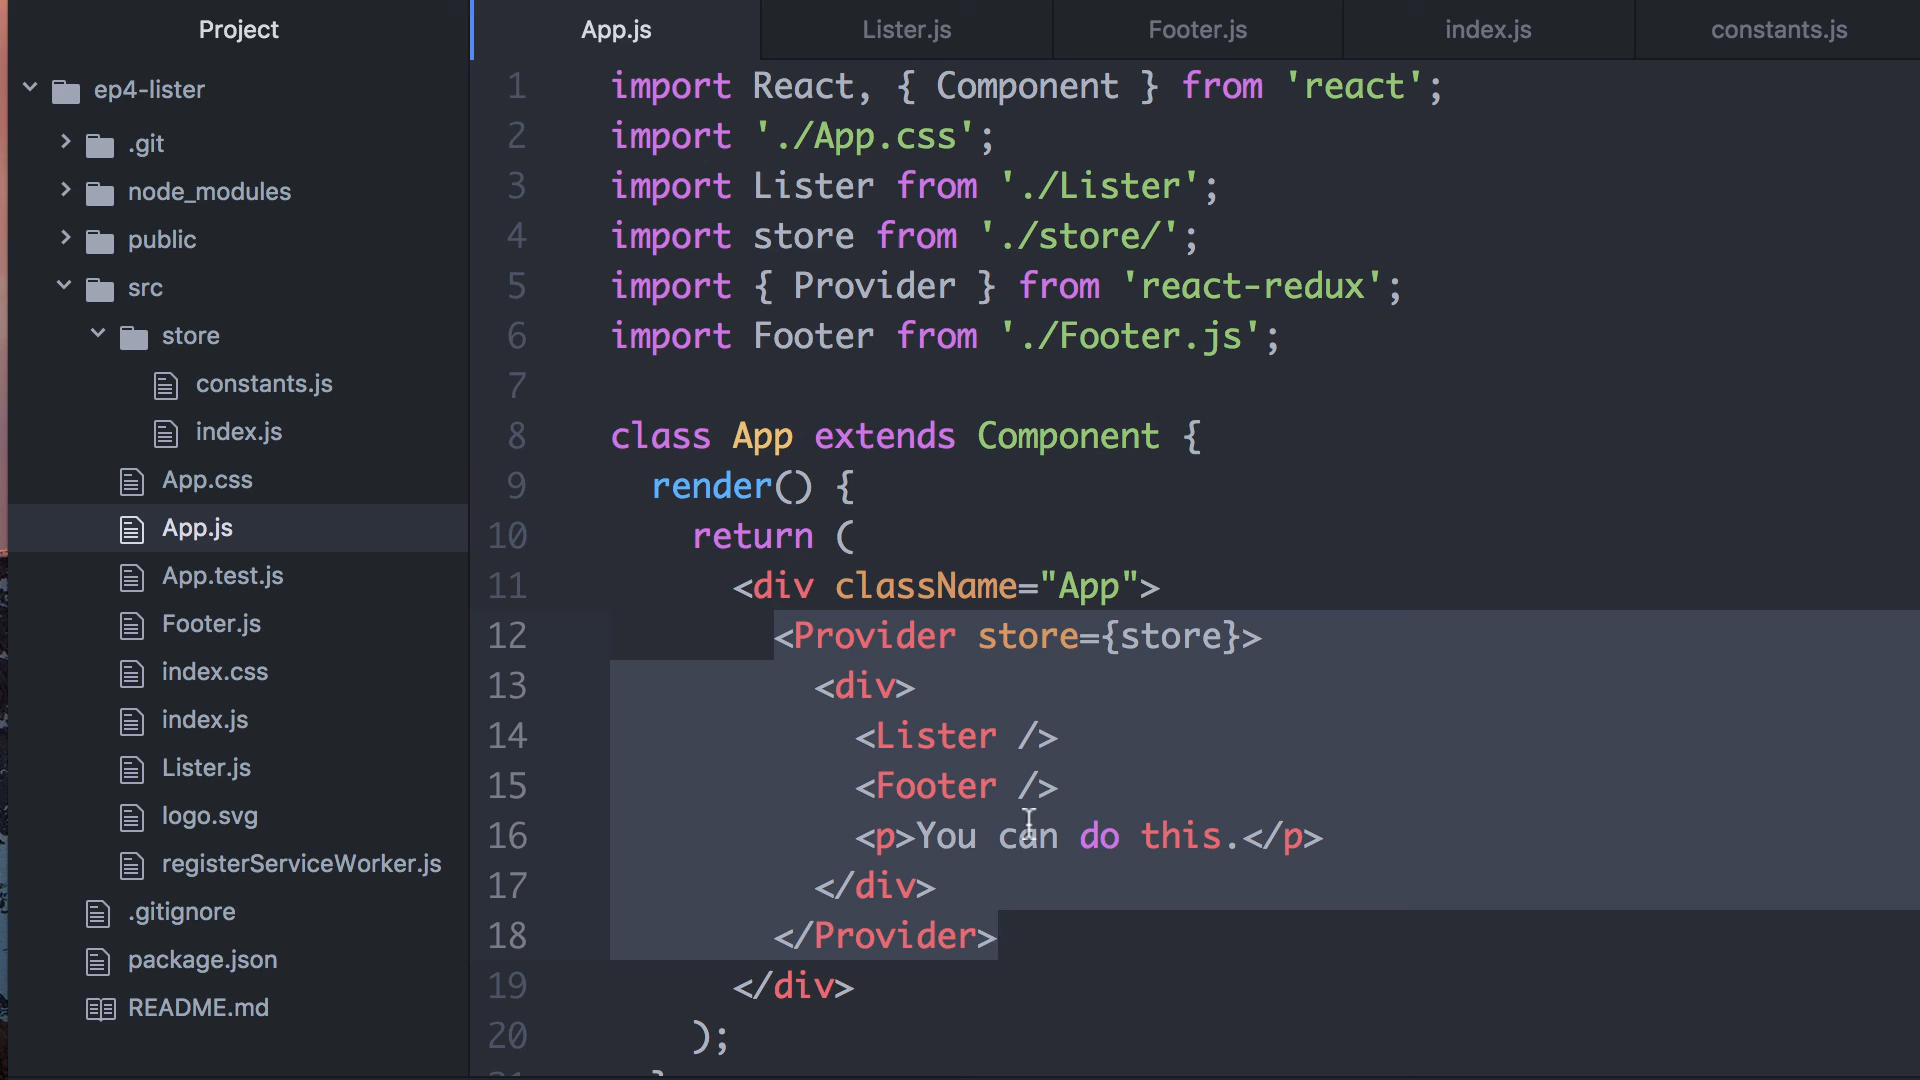 Project
ep4-lister
.git
node_modules
public
src
store
constants.js
index.js
App.css
App.js
App.test.js
Footer.js
index.css
index.js
Lister.js
logo.svg
registerServiceWorker.js
.gitignore
package.json
README.md
App.js
Lister.js
Footer.js
index.js
constants.js
1 import React, { Component } from 'react';
2 import './App.css';
3 import Lister from './Lister';
4 import store from './store/';
5 import { Provider } from 'react-redux';
6 import Footer from './Footer.js';
7
8 class App extends Component {
9 render() {
10 return (
11 <div className="App">
12 <Provider store={store}>
13 <div>
14 <Lister />
15 <Footer />
16 <p>You can do this.</p>
17 </div>
18 </Provider>
19 </div>
20 );